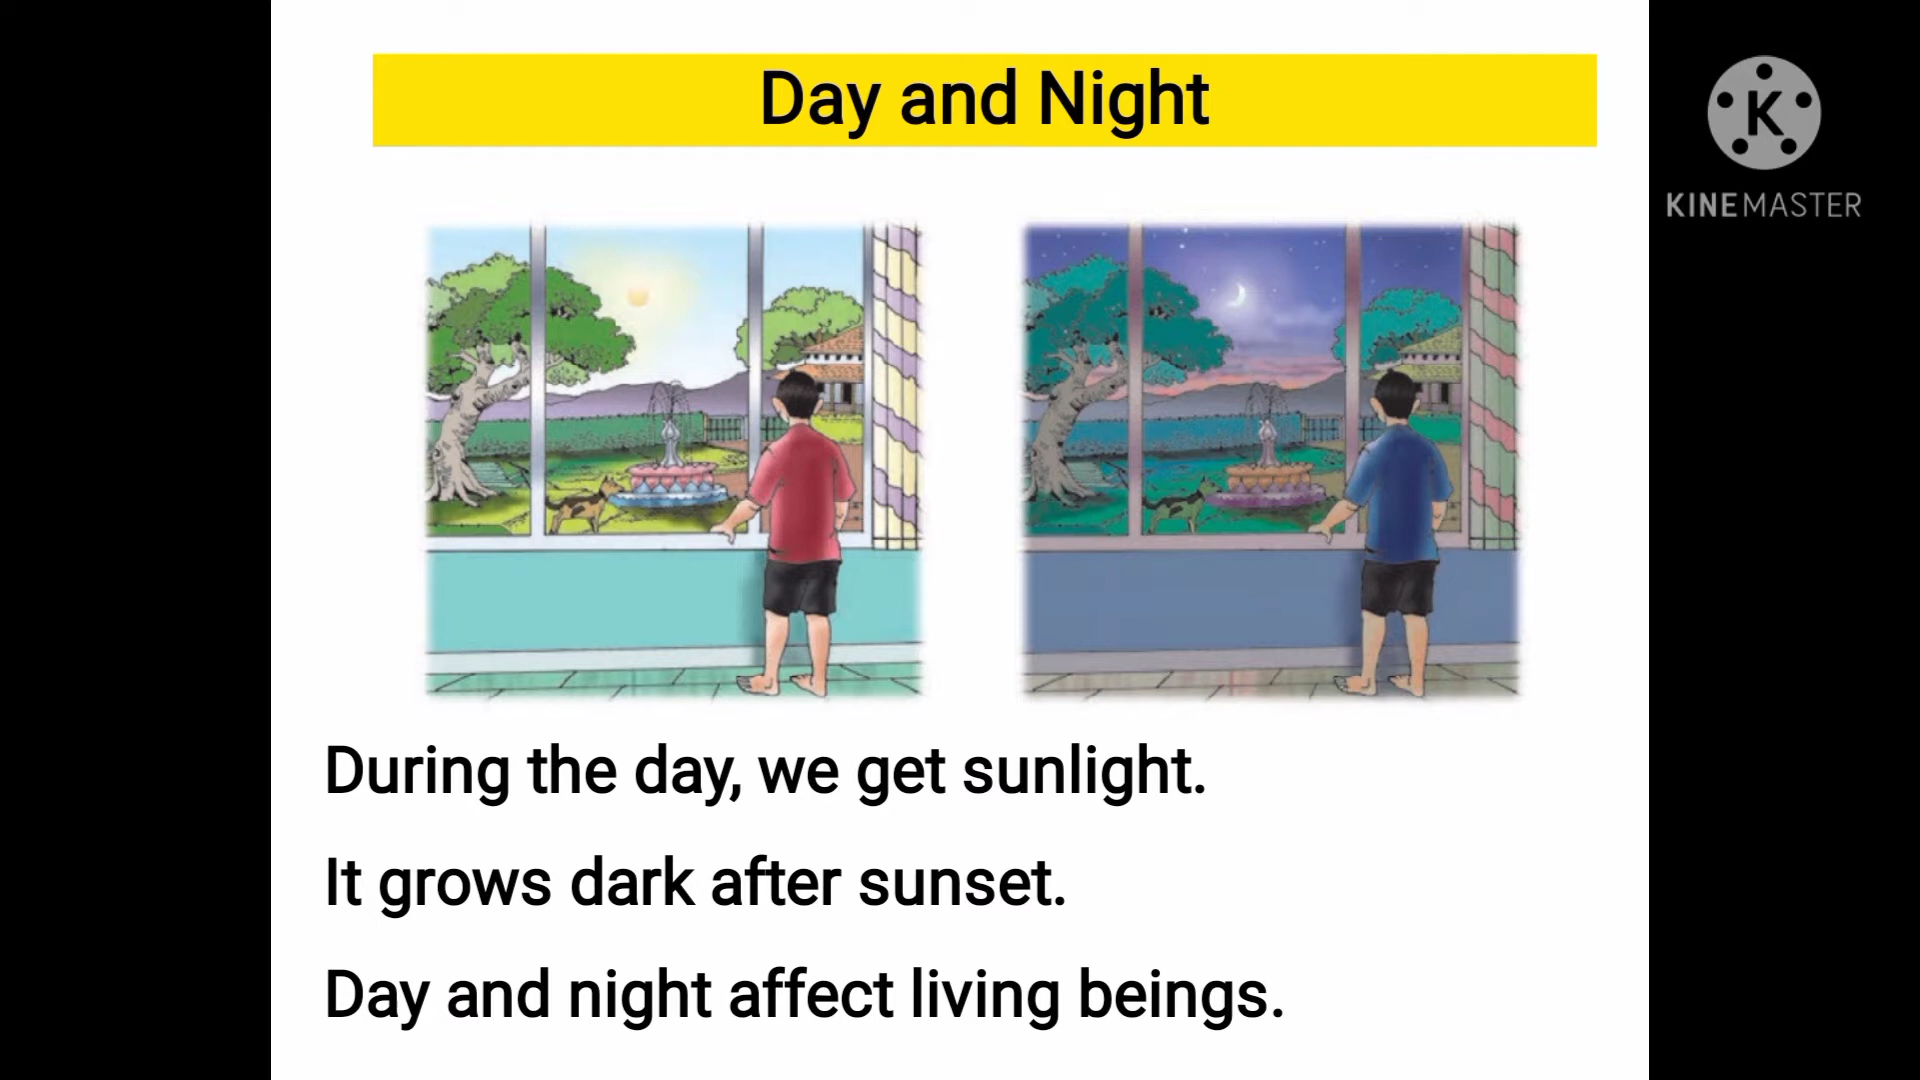 Day and Night
K
KINEMASTER
During the day, we get sunlight.
It grows dark after sunset.
Day and night affect living beings.